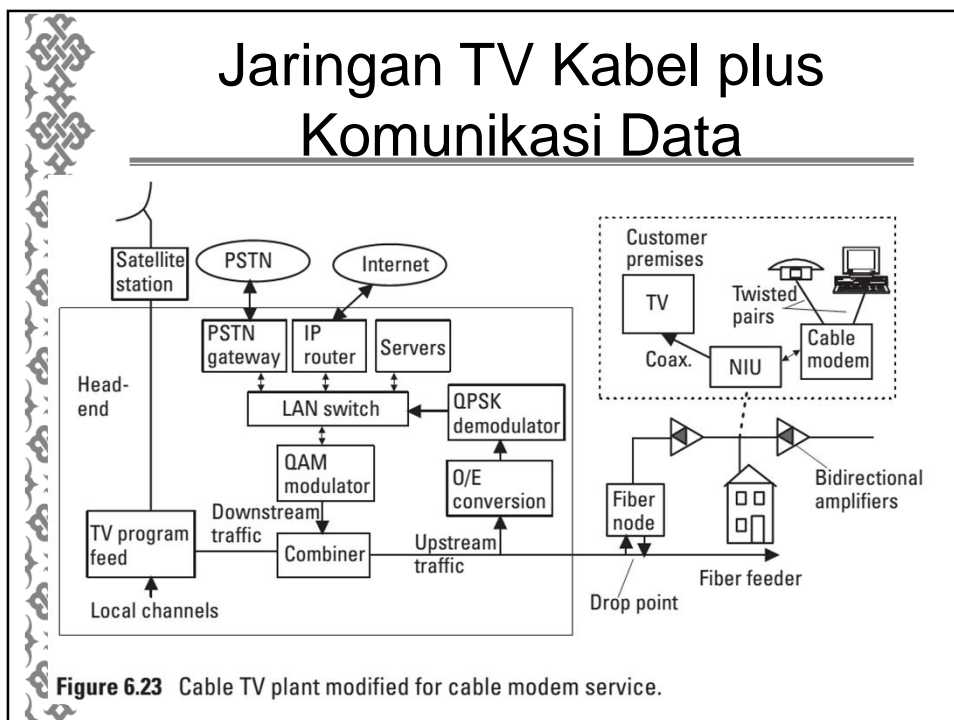 Jaringan TV Kabel plus
Komunikasi Data
Satellite
station
PSTN
Internet
Customer
premises
TV
Twisted
pairs
Coax.
NIU
Cable
modem
PSTN
gateway
IP
router
Servers
Head-
end
LAN switch
QPSK
demodulator
QAM
modulator
O/E
conversion
Fiber
node
Bidirectional
amplifiers
Downstream
traffic
TV program
feed
Combiner
Upstream
traffic
Fiber feeder
Drop point
Local channels
Figure 6.23 Cable TV plant modified for cable modem service.